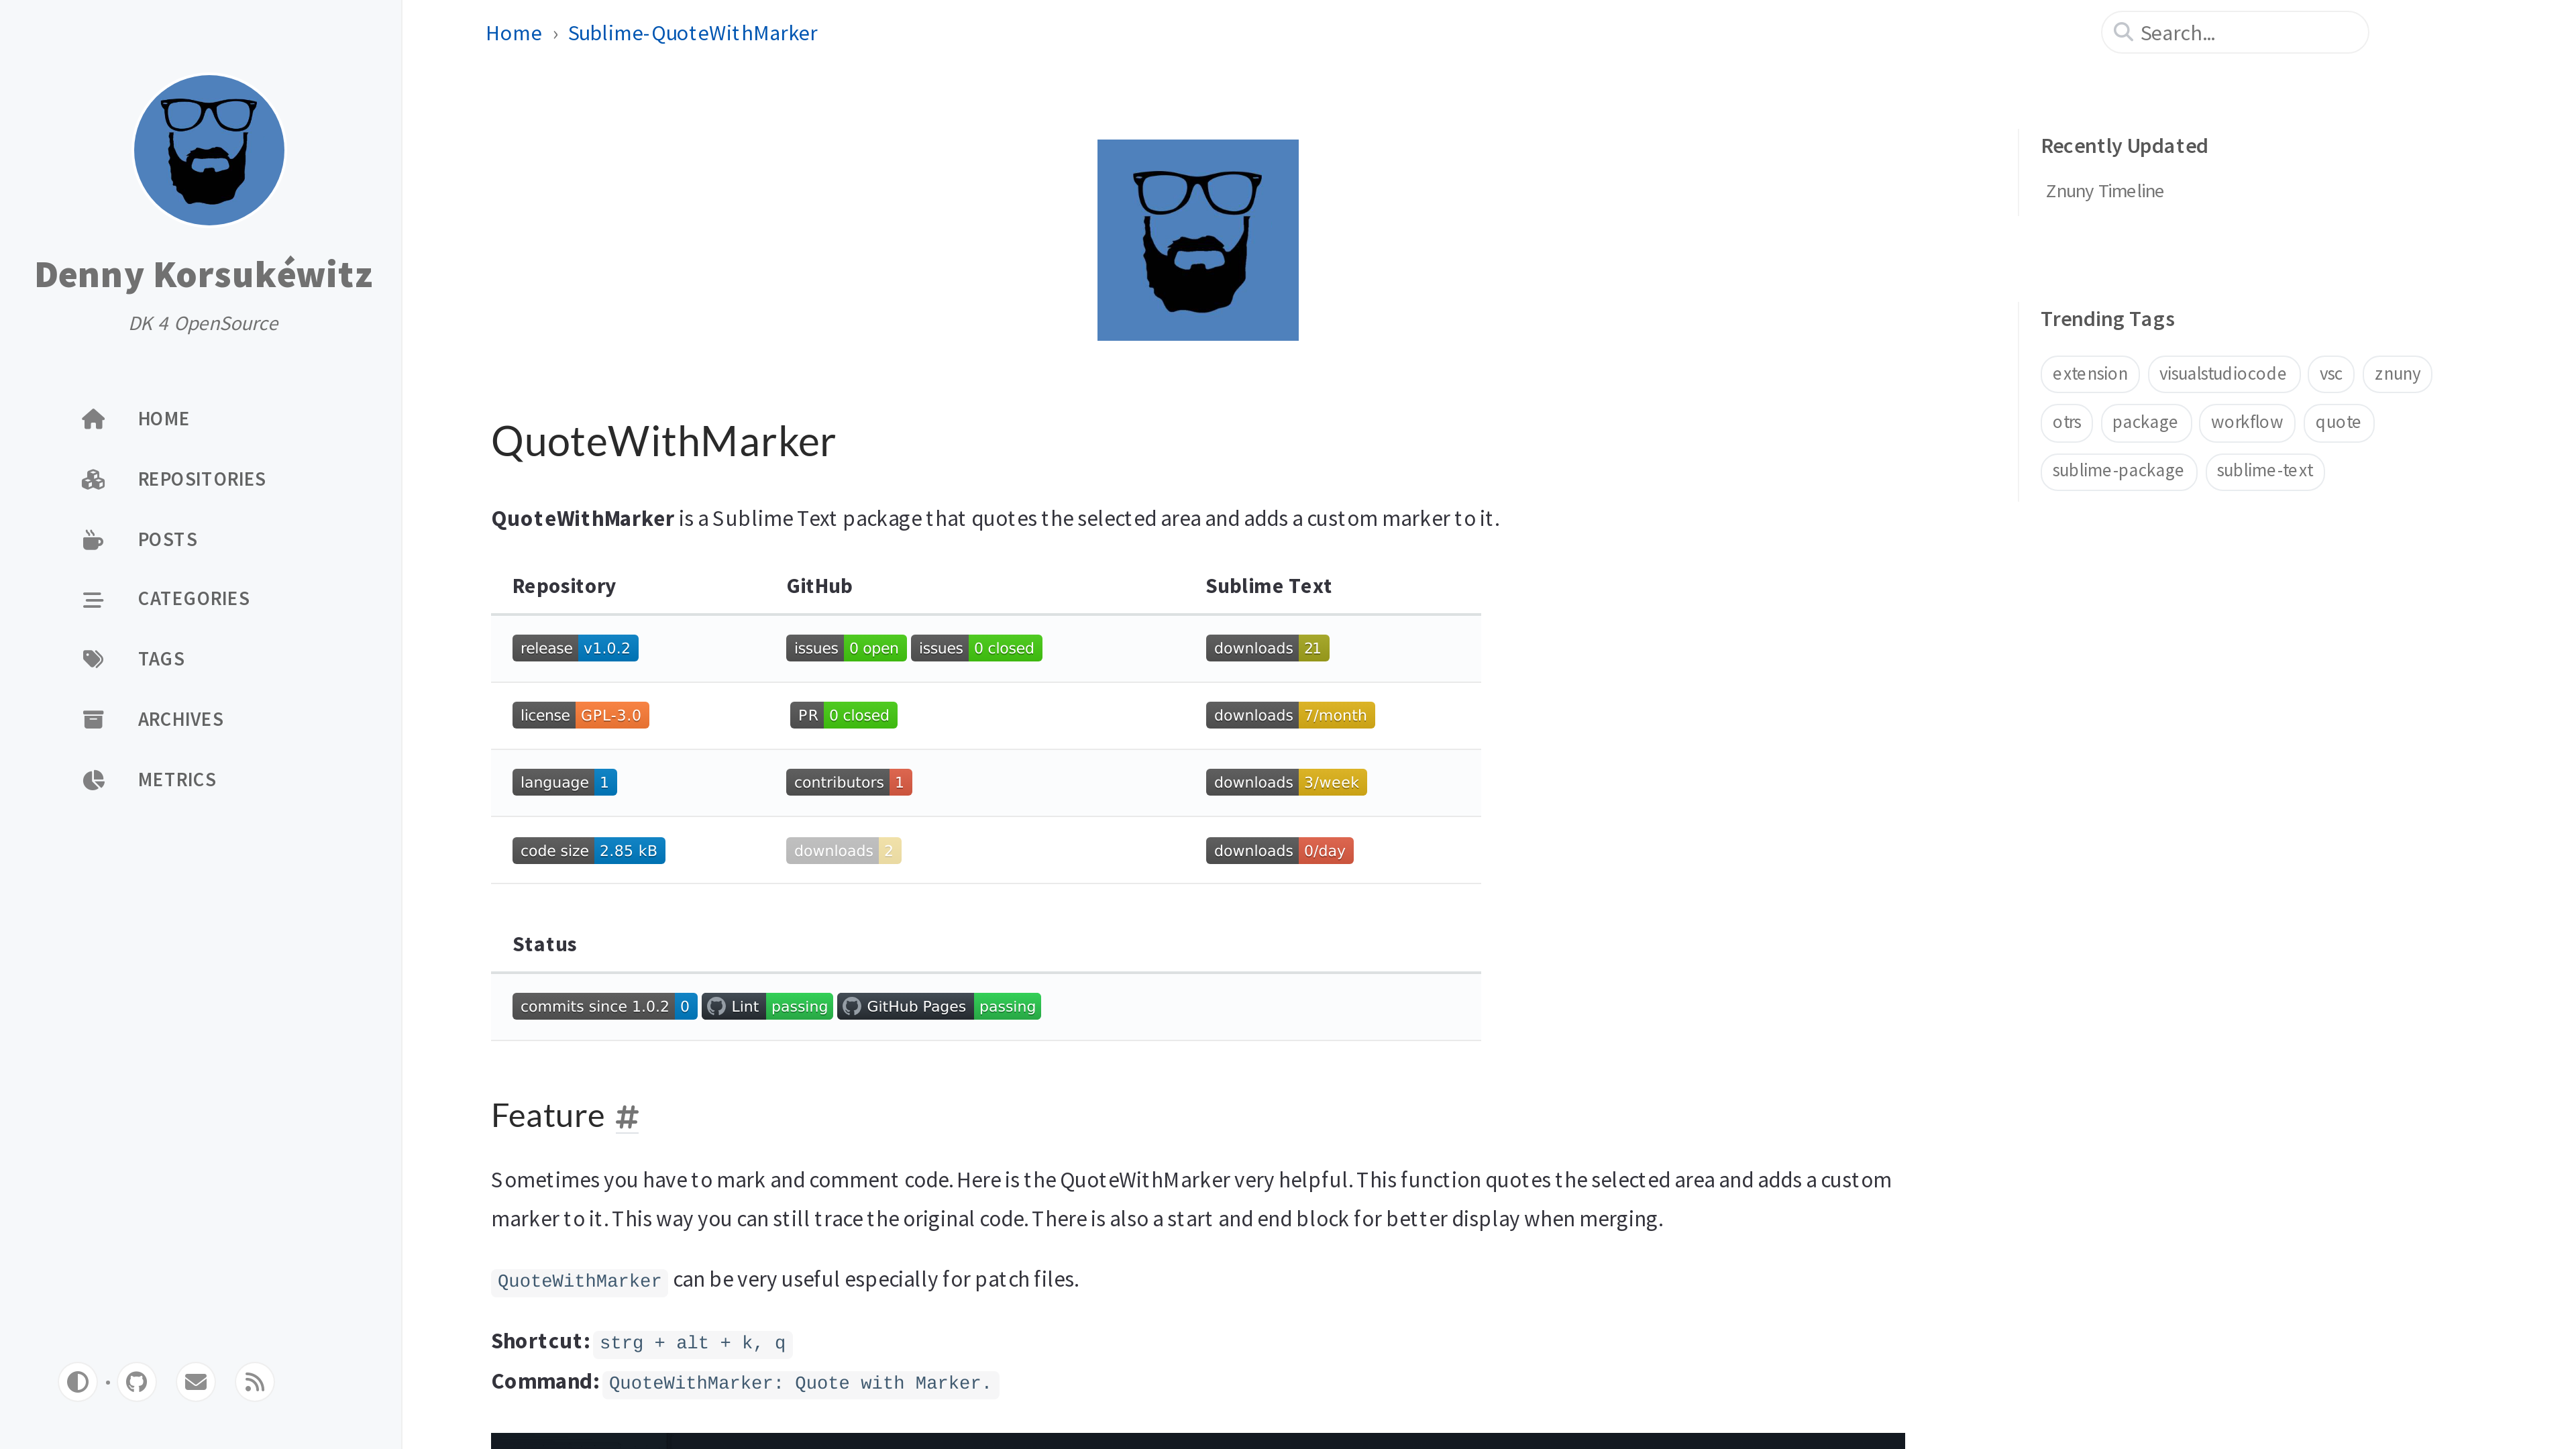 Denny Korsukéwitz
DK 4 OpenSource
HOME
REPOSITORIES
POSTS
CATEGORIES
TAGS
ARCHIVES
METRICS
Home › Sublime-QuoteWithMarker
Search...
QuoteWithMarker
QuoteWithMarker is a Sublime Text package that quotes the selected area and adds a custom marker to it.
Repository GitHub Sublime Text
release v1.0.2 issues 0 open issues 0 closed downloads 21
license GPL-3.0 PR 0 closed downloads 7/month
language 1 contributors 1 downloads 3/week
code size 2.85 kB downloads 2 downloads 0/day
Status
commits since 1.0.2 0 Lint passing GitHub Pages passing
Feature #
Sometimes you have to mark and comment code. Here is the QuoteWithMarker very helpful. This function quotes the selected area and adds a custom
marker to it. This way you can still trace the original code. There is also a start and end block for better display when merging.
QuoteWithMarker can be very useful especially for patch files.
Shortcut: strg + alt + k, q
Command: QuoteWithMarker: Quote with Marker.
Recently Updated
Znuny Timeline
Trending Tags
extension visualstudiocode vsc znuny
otrs package workflow quote
sublime-package sublime-text